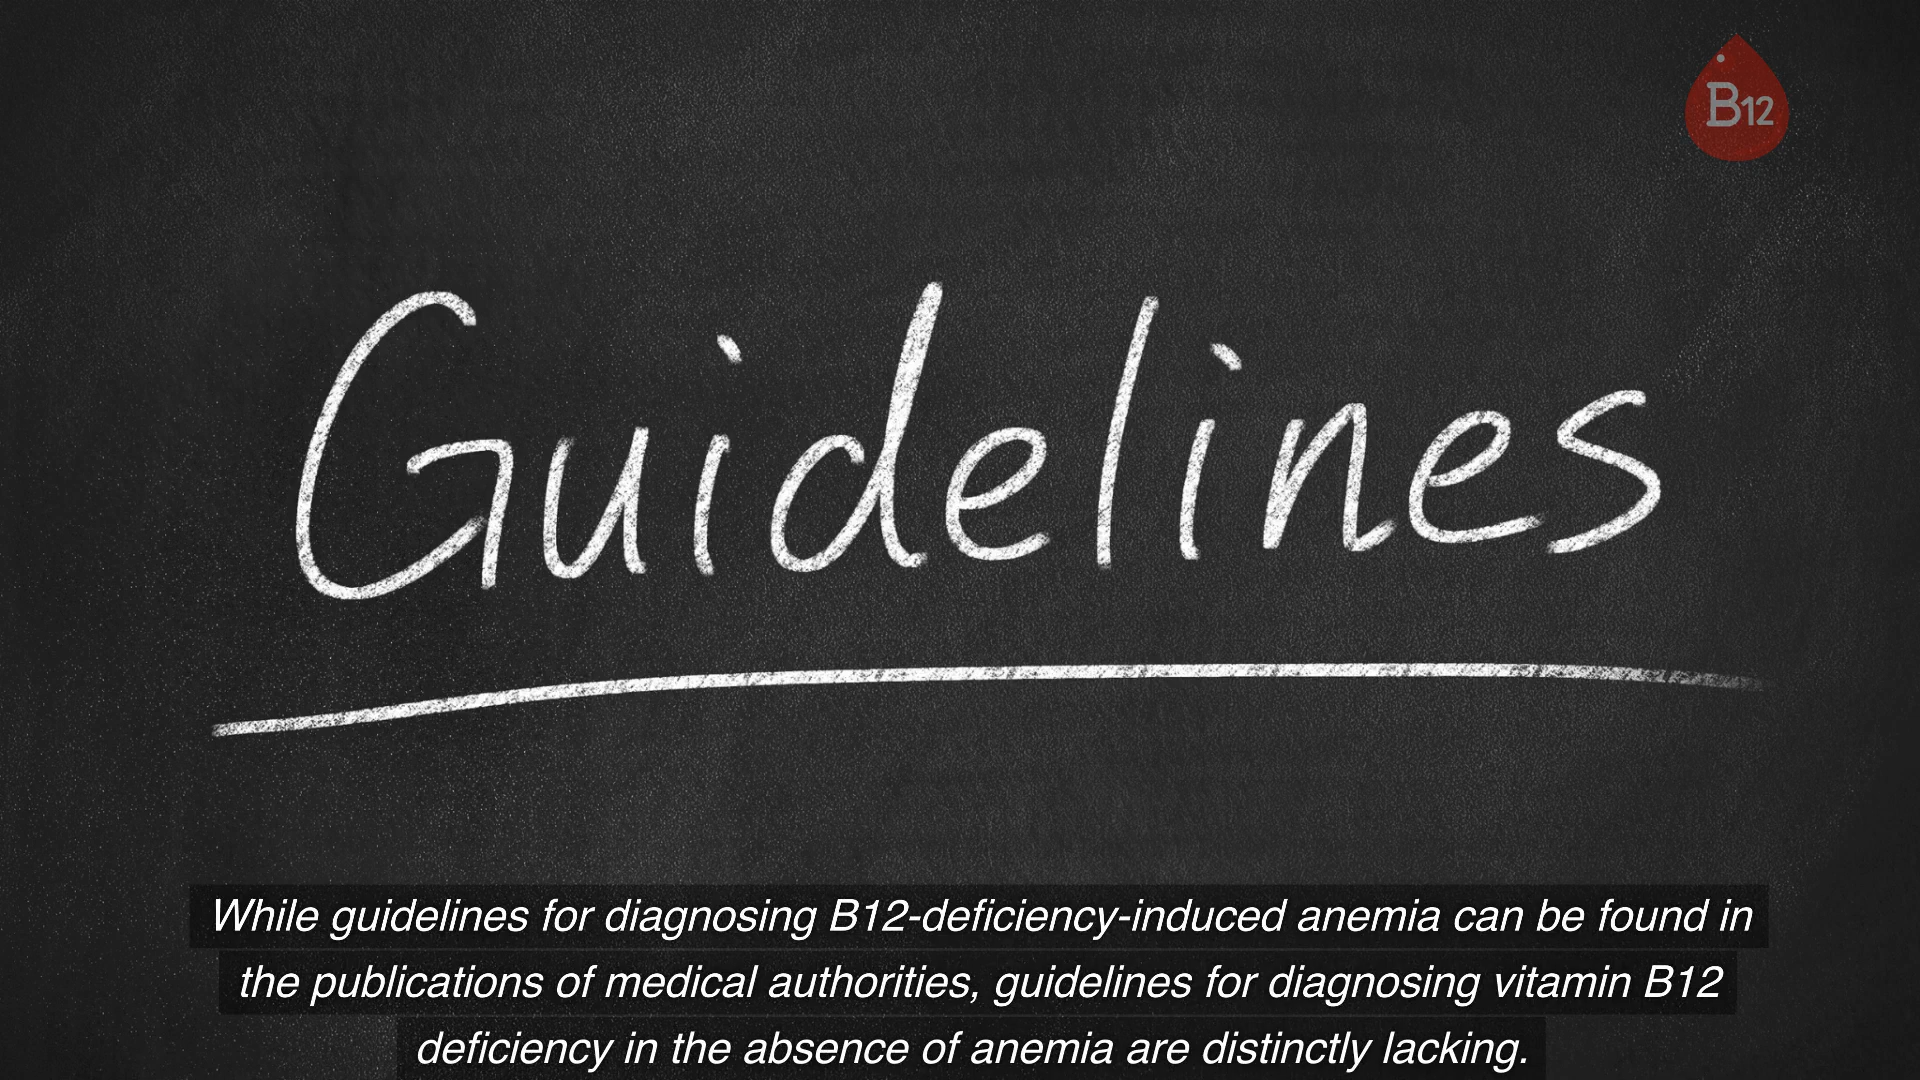 B12
Guidelines
While guidelines for diagnosing B12-deficiency-induced anemia can be found in
the publications of medical authorities, guidelines for diagnosing vitamin B12
deficiency in the absence of anemia are distinctly lacking.